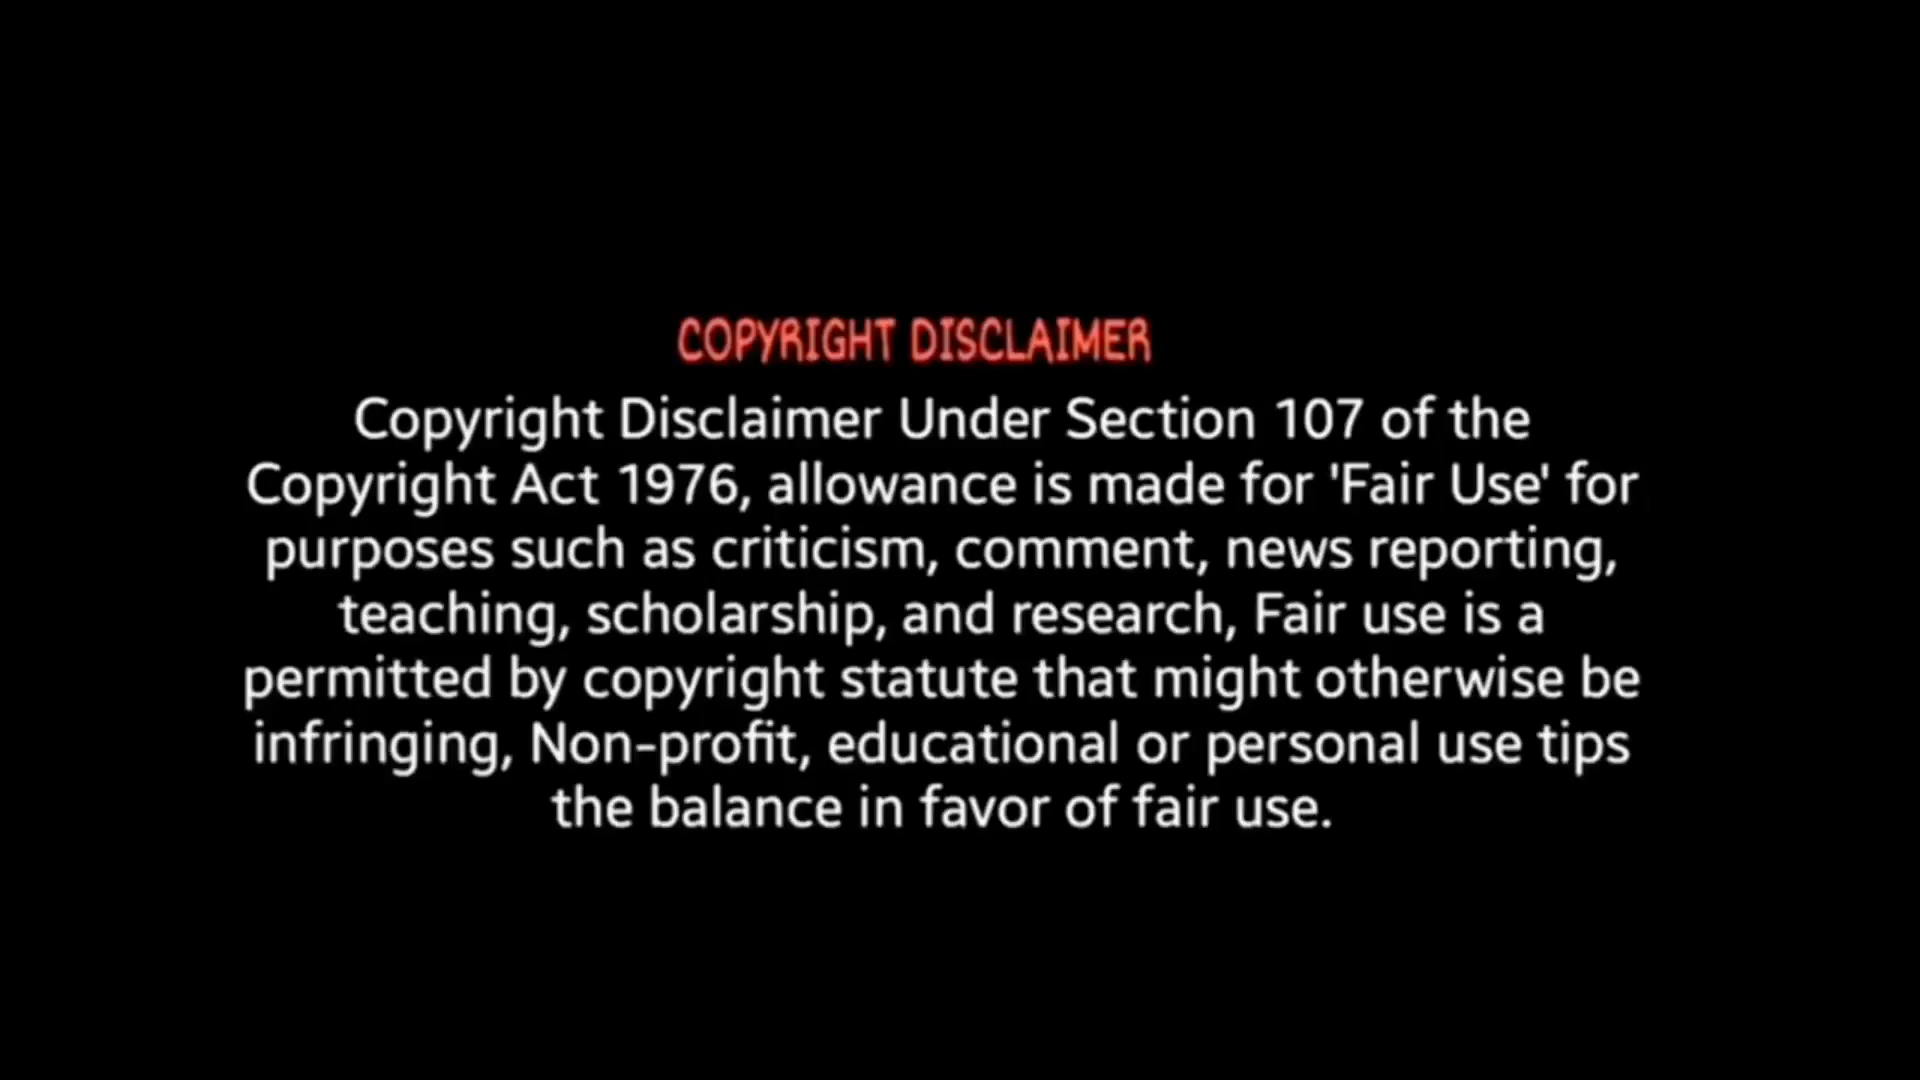 COPYRIGHT DISCLAIMER
Copyright Disclaimer Under Section 107 of the
Copyright Act 1976, allowance is made for 'Fair Use' for
purposes such as criticism, comment, news reporting,
teaching, scholarship, and research, Fair use is a
permitted by copyright statute that might otherwise be
infringing, Non-profit, educational or personal use tips
the balance in favor of fair use.